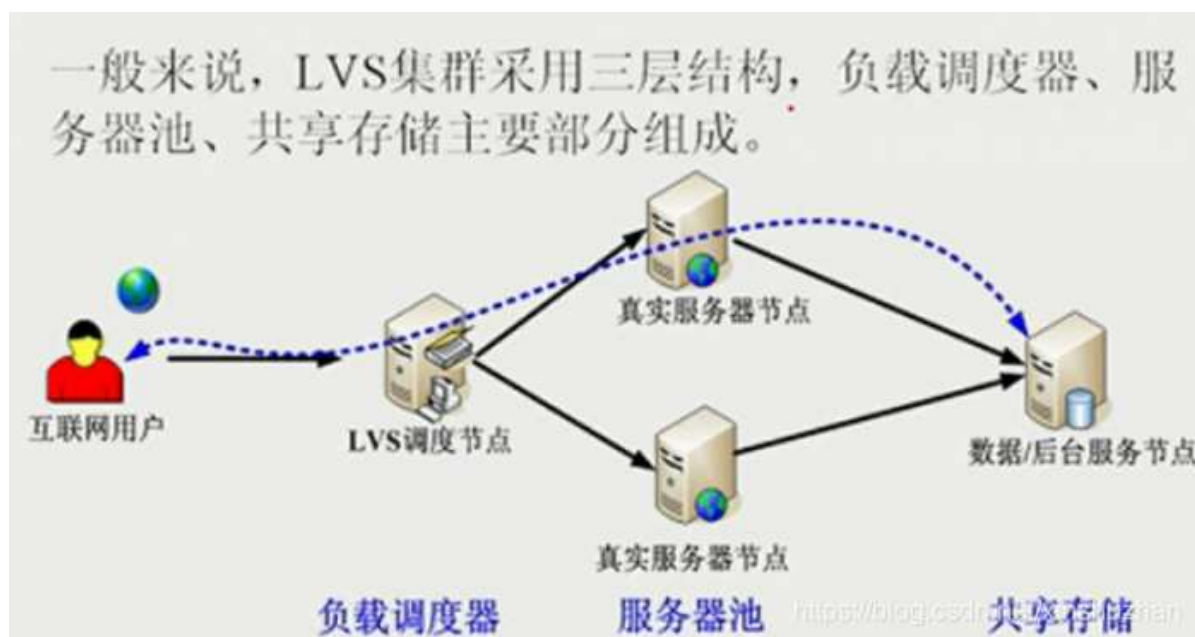 一般来说，LVS集群采用三层结构，负载调度器、服
务器池、共享存储主要部分组成。
真实服务器节点
互联网用户
LVS调度节点
数据/后台服务节点
真实服务器节点
负载调度器
服务器池
共享存储